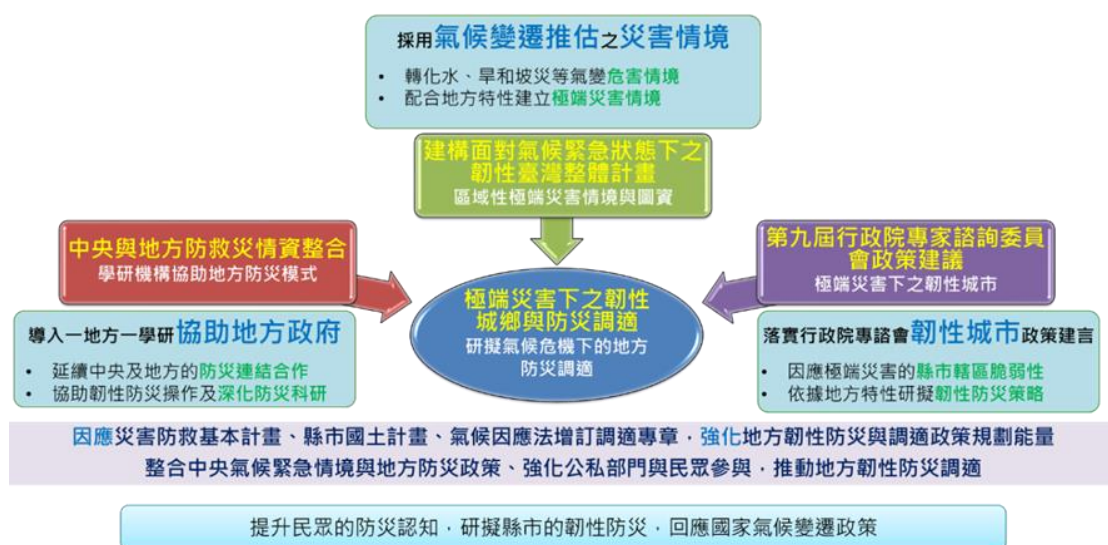 採用氣候變遷推估之災害情境
• 轉化水、旱和坡災等氣變危害情境
• 配合地方特性建立極端災害情境
建構面對氣候緊急狀態下之
韌性臺灣整體計畫
區域性極端災害情境與圖資
中央與地方防救災情資整合
學研機構協助地方防災模式
導入一地方一學研協助地方政府
• 延續中央及地方的防災連結合作
• 協助韌性防災操作及深化防災科研
極端災害下之韌性
城鄉與防災調適
研擬氣候危機下的地方
防災調適
第九屆行政院專家諮詢委員
會政策建議
極端災害下之韌性城市
落實行政院專諮會韌性城市政策建言
• 因應極端災害的縣市轄區脆弱性
• 依據地方特性研擬韌性防災策略
因應災害防救基本計畫、縣市國土計畫、氣候因應法增訂調適專章，強化地方韌性防災與調適政策規劃能量
整合中央氣候緊急情境與地方防災政策、強化公私部門與民眾參與，推動地方韌性防災調適
提升民眾的防災認知，研擬縣市的韌性防災，回應國家氣候變遷政策